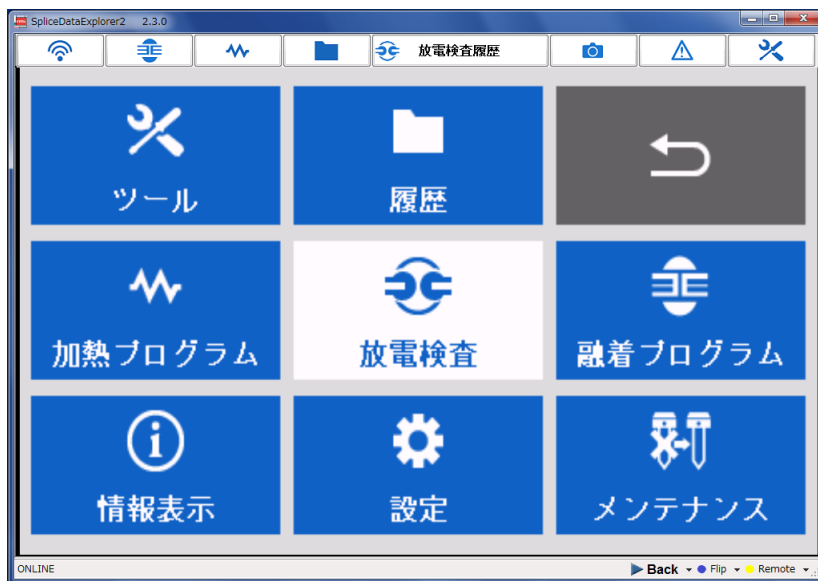 SpliceDataExplorer2 2.3.0
放電検査履歴
ツール
履歴
加熱プログラム
放電検査
融着プログラム
情報表示
設定
メンテナンス
ONLINE
Back
Flip
Remote